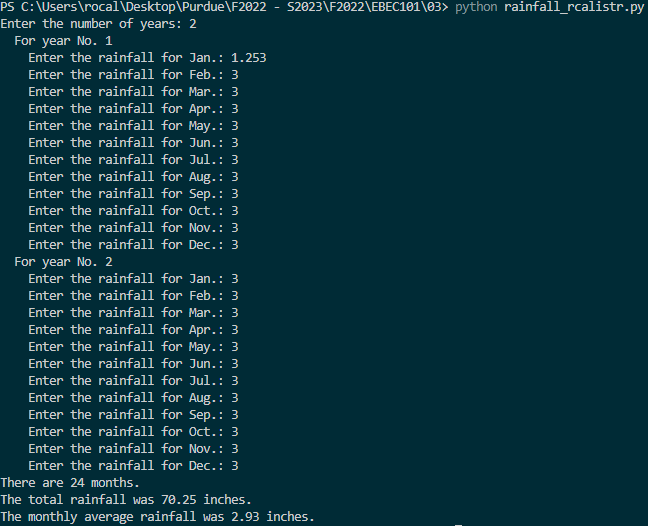 PS C:\Users\rocal\Desktop\Purdue\F2022 - S2023\F2022\EBEC101\03> python rainfall_rcalistr.py
Enter the number of years: 2
  For year No. 1
    Enter the rainfall for Jan.: 1.253
    Enter the rainfall for Feb.: 3
    Enter the rainfall for Mar.: 3
    Enter the rainfall for Apr.: 3
    Enter the rainfall for May.: 3
    Enter the rainfall for Jun.: 3
    Enter the rainfall for Jul.: 3
    Enter the rainfall for Aug.: 3
    Enter the rainfall for Sep.: 3
    Enter the rainfall for Oct.: 3
    Enter the rainfall for Nov.: 3
    Enter the rainfall for Dec.: 3
  For year No. 2
    Enter the rainfall for Jan.: 3
    Enter the rainfall for Feb.: 3
    Enter the rainfall for Mar.: 3
    Enter the rainfall for Apr.: 3
    Enter the rainfall for May.: 3
    Enter the rainfall for Jun.: 3
    Enter the rainfall for Jul.: 3
    Enter the rainfall for Aug.: 3
    Enter the rainfall for Sep.: 3
    Enter the rainfall for Oct.: 3
    Enter the rainfall for Nov.: 3
    Enter the rainfall for Dec.: 3
There are 24 months.
The total rainfall was 70.25 inches.
The monthly average rainfall was 2.93 inches.